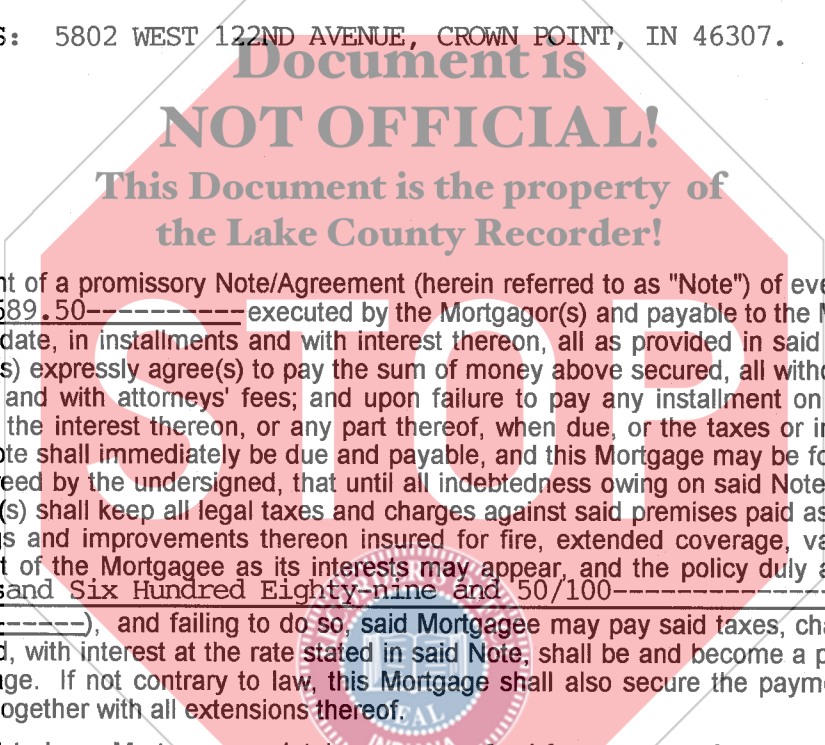 S: 5802 WEST 122ND AVENUE, CROWN POINT, IN 46307.
Document is
NOT OFFICIAL!
This Document is the property of
the Lake County Recorder!
nt of a promissory Note/Agreement (herein referred to as "Note") of eve
589.50---------- executed by the Mortgagor(s) and payable to the M
date, in installments and with interest thereon, all as provided in said
s) expressly agree(s) to pay the sum of money above secured, all witho
and with attorneys' fees; and upon failure to pay any installment on
the interest thereon, or any part thereof, when due, or the taxes or in
ote shall immediately be due and payable, and this Mortgage may be fo
eed by the undersigned, that until all indebtedness owing on said Note
(s) shall keep all legal taxes and charges against said premises paid as
s and improvements thereon insured for fire, extended coverage, va
t of the Mortgagee as its interests may appear, and the policy duly a
sand Six Hundred Eighty-nine and 50/100----------------
------), and failing to do so, said Mortgagee may pay said taxes, cha
d, with interest at the rate stated in said Note, shall be and become a p
age. If not contrary to law, this Mortgage shall also secure the payme
ogether with all extensions thereof.
STOP
SEAL
INDIANA